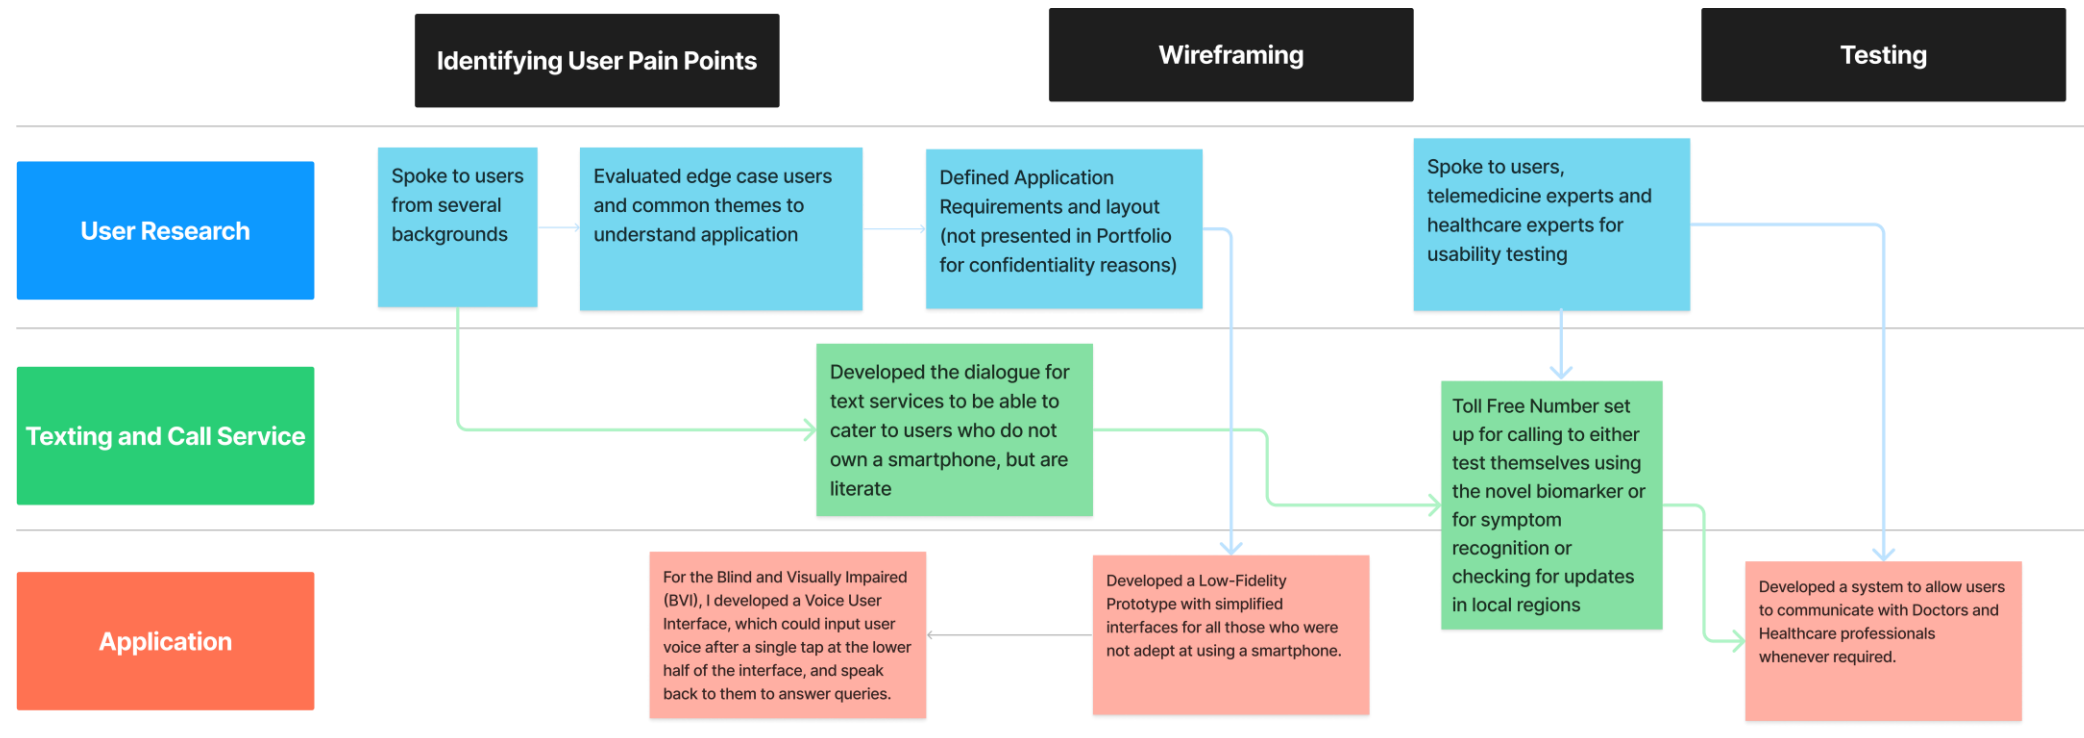 Identifying User Pain Points
Wireframing
Testing
User Research
Spoke to users
from several
backgrounds
Evaluated edge case users
and common themes to
understand application
Defined Application
Requirements and layout
(not presented in Portfolio
for confidentiality reasons)
Spoke to users,
telemedicine experts and
healthcare experts for
usability testing
Texting and Call Service
Developed the dialogue for
text services to be able to
cater to users who do not
own a smartphone, but are
literate
Toll Free Number set
up for calling to either
test themselves using
the novel biomarker or
for symptom
recognition or
checking for updates
in local regions
Application
For the Blind and Visually Impaired
(BVI), I developed a Voice User
Interface, which could input user
voice after a single tap at the lower
half of the interface, and speak
back to them to answer queries.
Developed a Low-Fidelity
Prototype with simplified
interfaces for all those who were
not adept at using a smartphone.
Developed a system to allow users
to communicate with Doctors and
Healthcare professionals
whenever required.